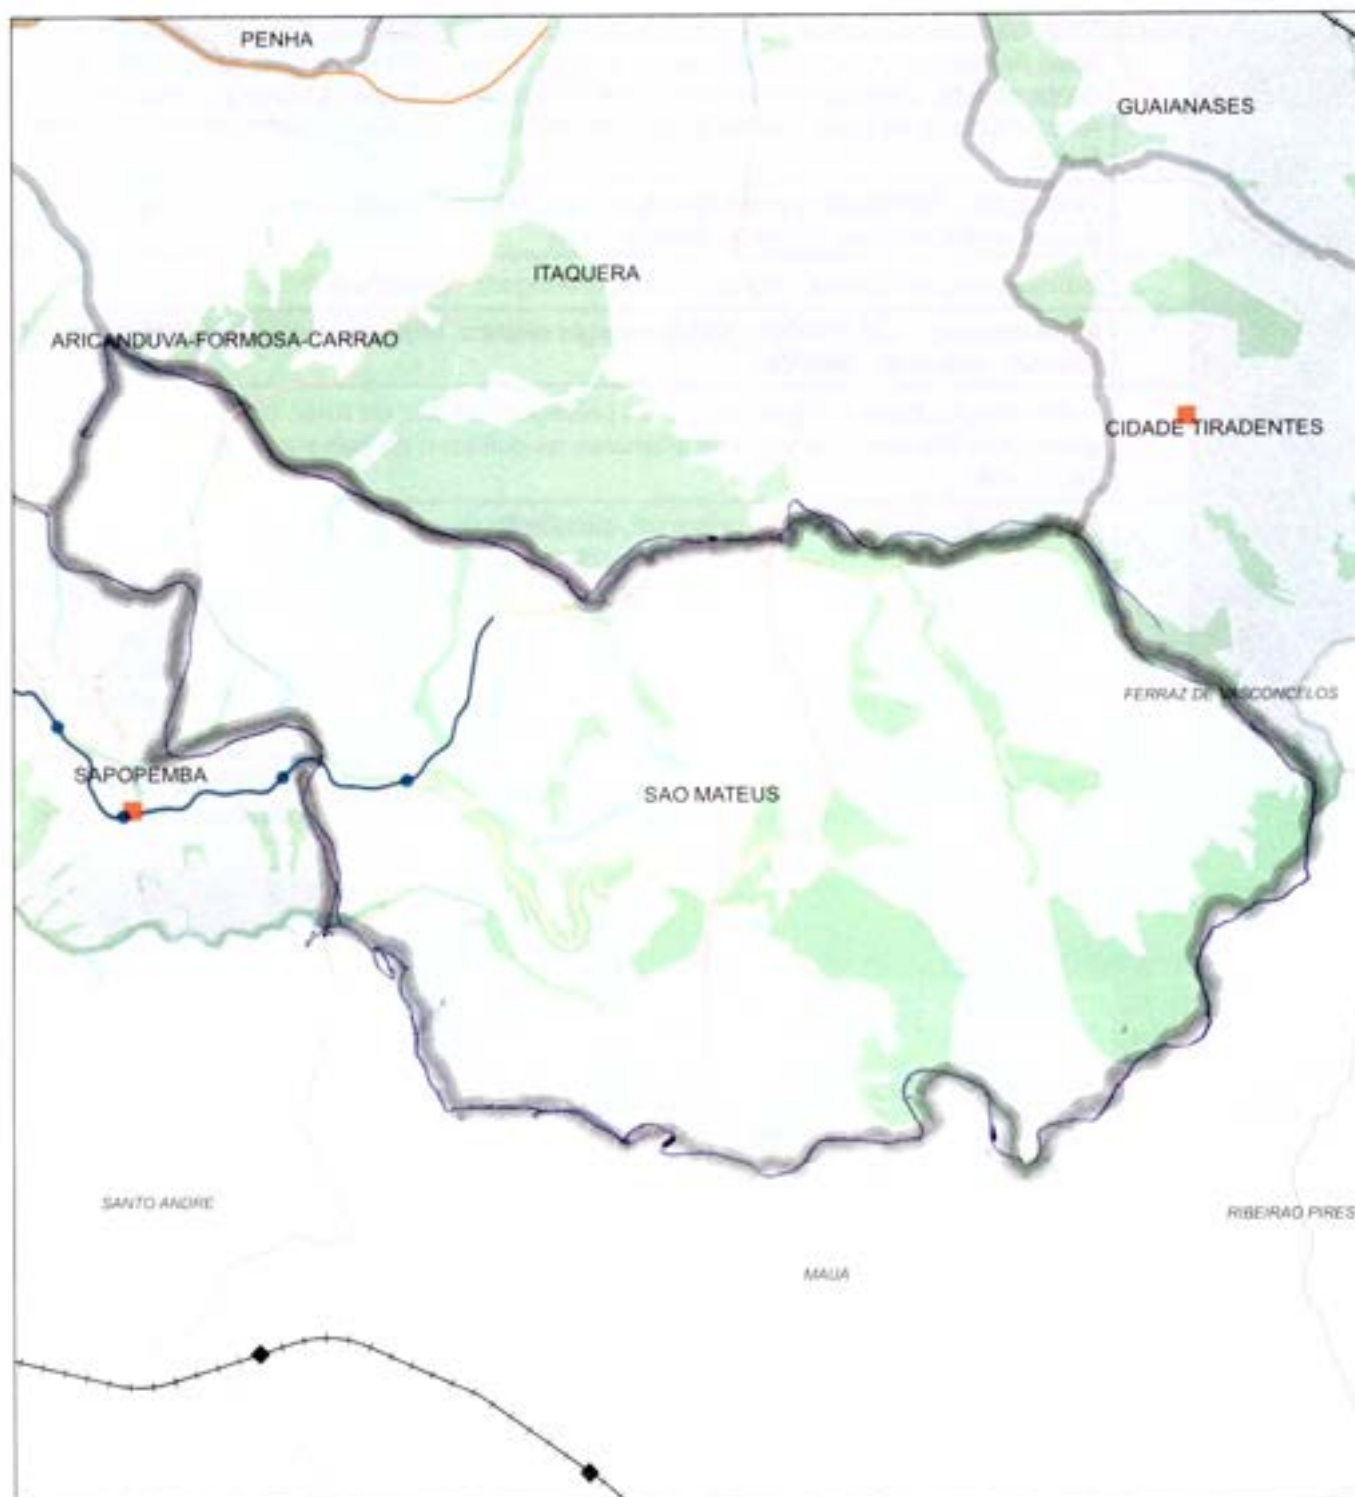 PENHA
GUAIANASES
ITAQUERA
ARICANDUVA-FORMOSA-CARRAO
CIDADE TIRADENTES
FERRAZ DE VASCONCELOS
SAPOPEMBA
SAO MATEUS
SANTO ANDRE
RIBEIRAO PIRES
MAUA